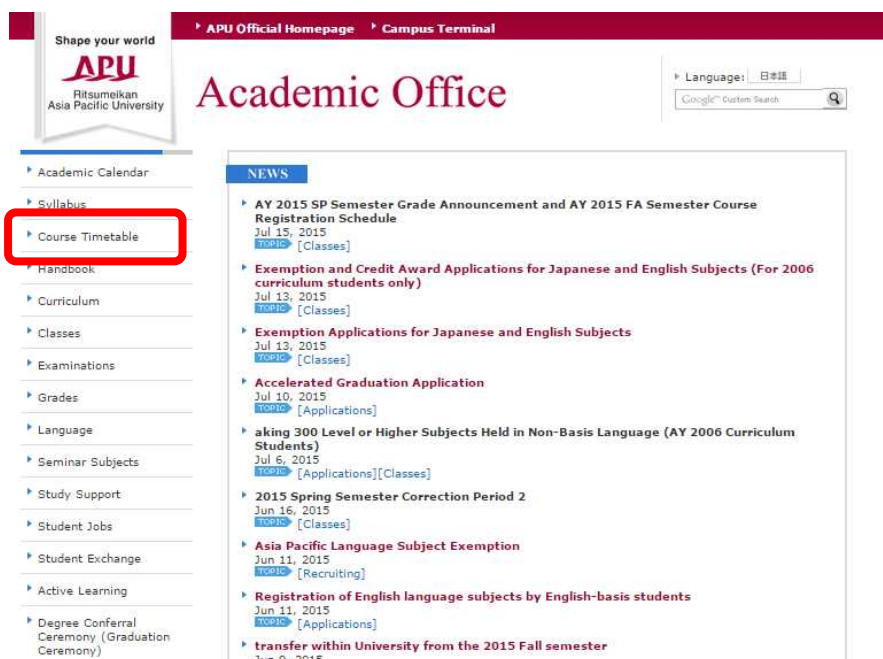 APU Official Homepage Campus Terminal
Shape your world
APU
Ritsumeikan
Asia Pacific University
Academic Office
Language: 日本語
Google™ Custom Search
Academic Calendar
Syllabus
Course Timetable
Handbook
Curriculum
Classes
Examinations
Grades
Language
Seminar Subjects
Study Support
Student Jobs
Student Exchange
Active Learning
Degree Conferral
Ceremony (Graduation
Ceremony)
NEWS
AY 2015 SP Semester Grade Announcement and AY 2015 FA Semester Course
Registration Schedule
Jul 15, 2015
TOPIC [Classes]
Exemption and Credit Award Applications for Japanese and English Subjects (For 2006
curriculum students only)
Jul 13, 2015
TOPIC [Classes]
Exemption Applications for Japanese and English Subjects
Jul 13, 2015
TOPIC [Classes]
Accelerated Graduation Application
Jul 10, 2015
TOPIC [Applications]
aking 300 Level or Higher Subjects Held in Non-Basis Language (AY 2006 Curriculum
Students)
Jul 6, 2015
TOPIC [Applications][Classes]
2015 Spring Semester Correction Period 2
Jun 16, 2015
TOPIC [Classes]
Asia Pacific Language Subject Exemption
Jun 11, 2015
TOPIC [Recruiting]
Registration of English language subjects by English-basis students
Jun 11, 2015
TOPIC [Applications]
transfer within University from the 2015 Fall semester
Jun 9, 2015